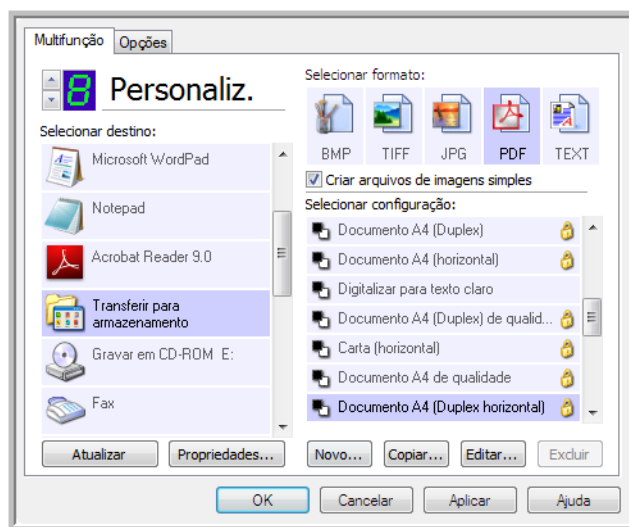 Multifunção
Opções
8
Personaliz.
Selecionar destino:
Microsoft WordPad
Notepad
Acrobat Reader 9.0
Transferir para
armazenamento
Gravar em CD-ROM E:
Fax
Atualizar
Propriedades...
Selecionar formato:
BMP TIFF JPG PDF TEXT
Criar arquivos de imagens simples
Selecionar configuração:
Documento A4 (Duplex)
Documento A4 (horizontal)
Digitalizar para texto claro
Documento A4 (Duplex) de qualid...
Carta (horizontal)
Documento A4 de qualidade
Documento A4 (Duplex horizontal)
Novo... Copiar... Editar... Excluir
OK Cancelar Aplicar Ajuda